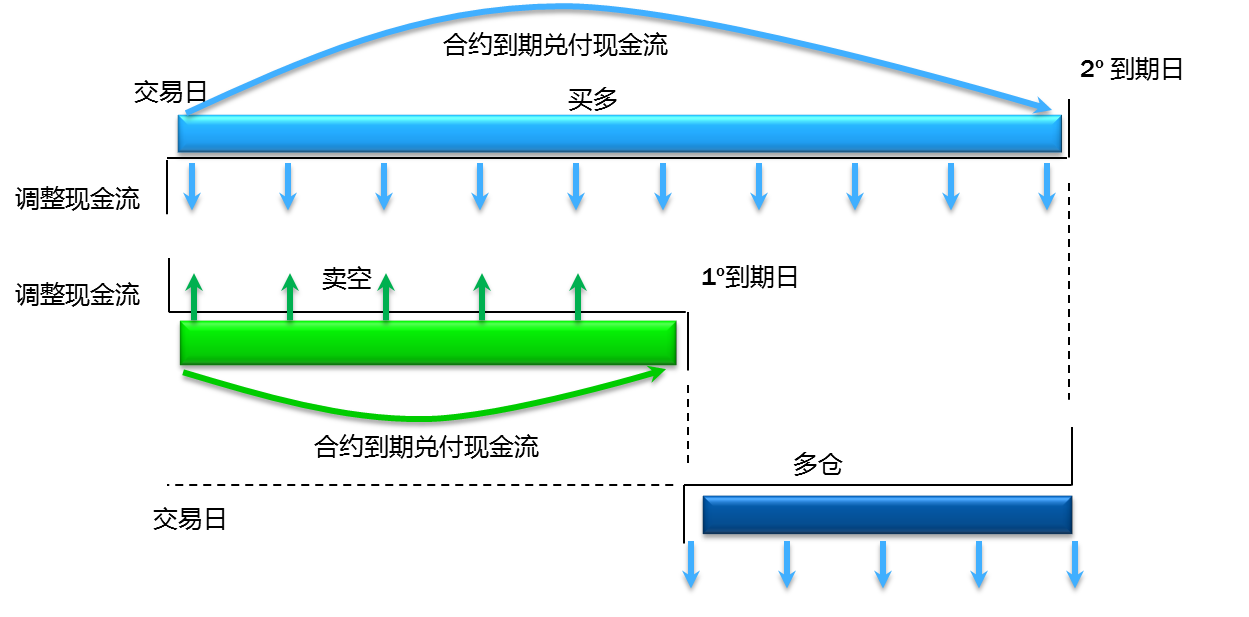 合约到期兑付现金流
2º 到期日
交易日
买多
调整现金流
卖空
1º到期日
调整现金流
合约到期兑付现金流
多仓
交易日